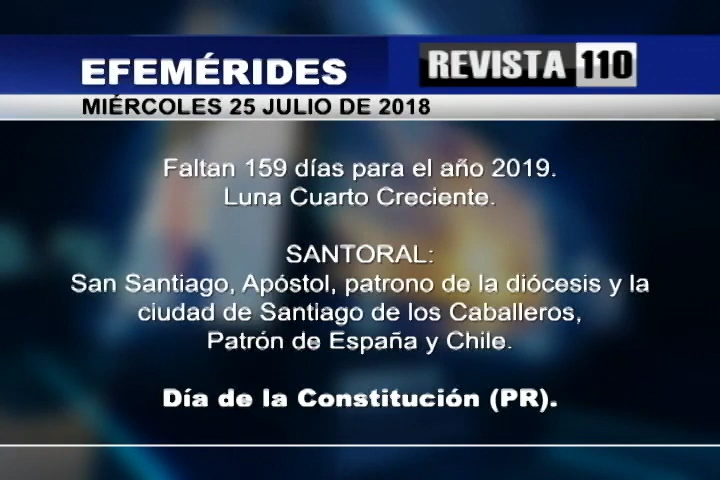 EFEMÉRIDES
REVISTA 110
MIÉRCOLES 25 JULIO DE 2018
Faltan 159 días para el año 2019.
Luna Cuarto Creciente.
SANTORAL:
San Santiago, Apóstol, patrono de la diócesis y la
ciudad de Santiago de los Caballeros,
Patrón de España y Chile.
Día de la Constitución (PR).